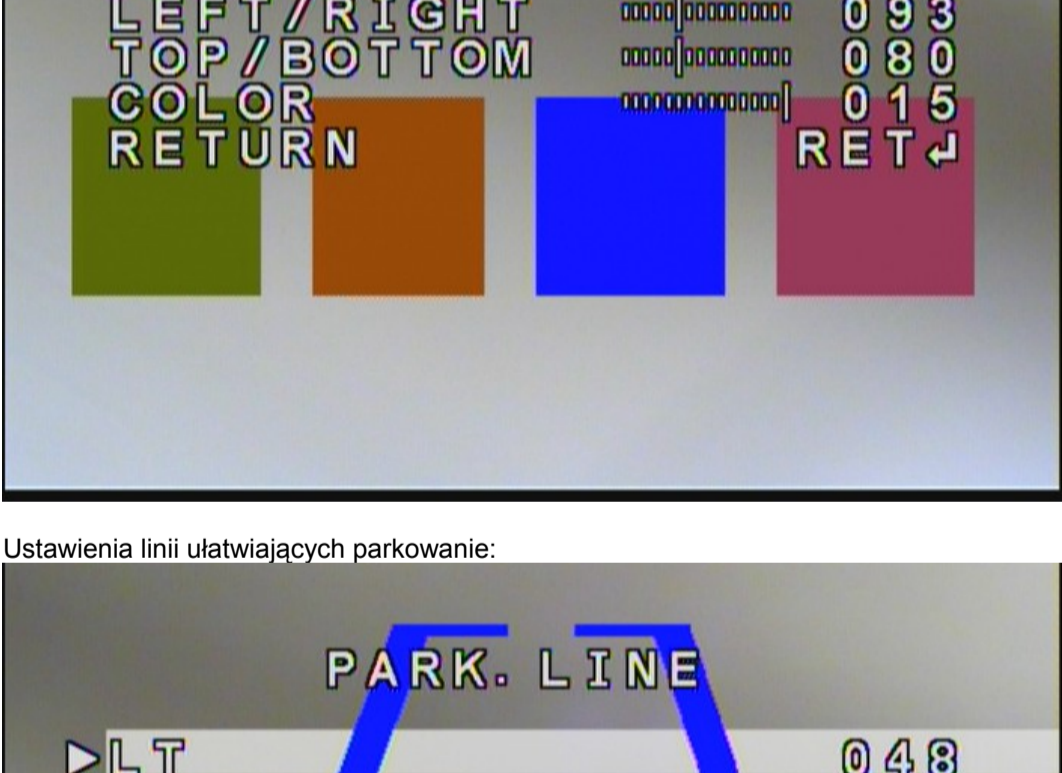 LEFT/RIGHT 093
TOP/BOTTOM 080
COLOR 015
RETURN RET↲
Ustawienia linii ułatwiających parkowanie:
PARK. LINE
►LT 048